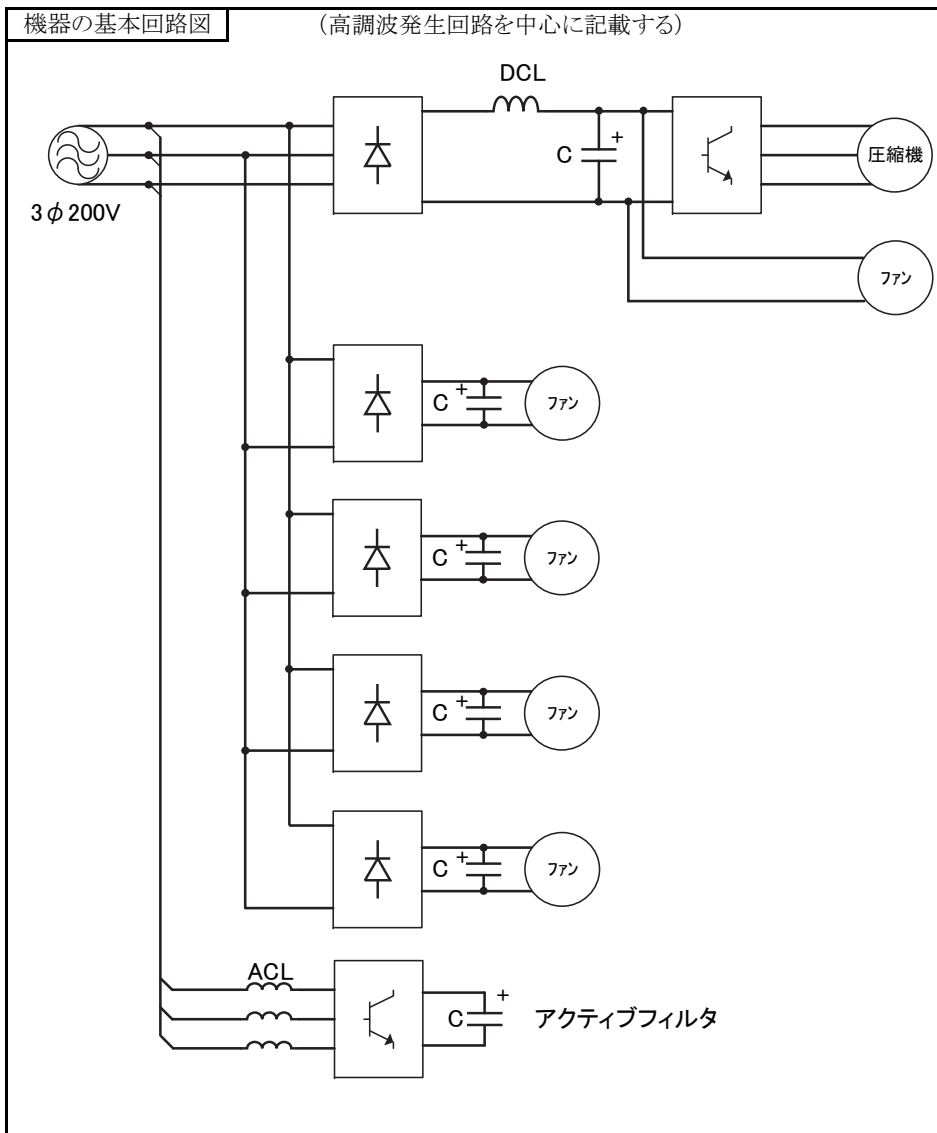 機器の基本回路図
(高調波発生回路を中心に記載する)
DCL
C
+
圧縮機
3φ200V
ファン
C
+
ファン
C
+
ファン
C
+
ファン
C
+
ファン
ACL
C
+
アクティブフィルタ